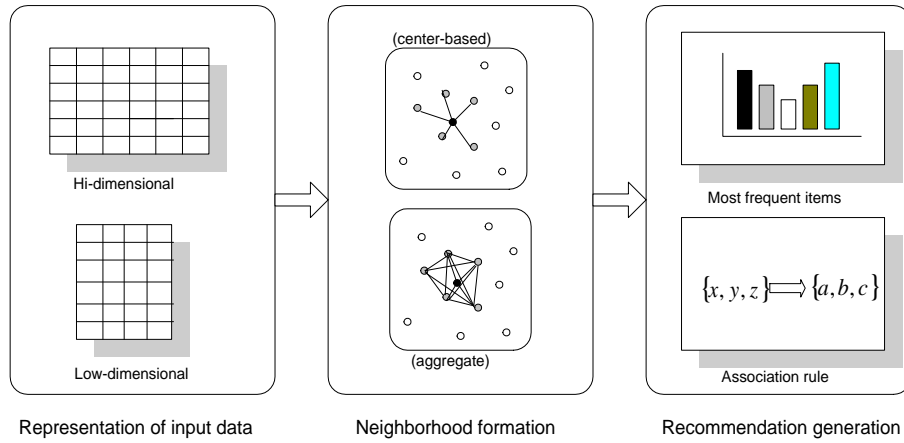 Hi-dimensional
Low-dimensional
Representation of input data
(center-based)
(aggregate)
Neighborhood formation
Most frequent items
{x, y, z} ⇒ {a, b, c}
Association rule
Recommendation generation